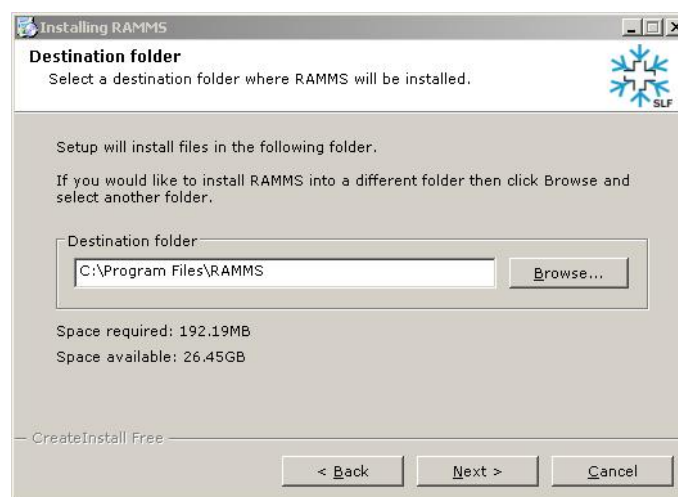 Installing RAMMS
Destination folder
Select a destination folder where RAMMS will be installed.
SLF
Setup will install files in the following folder.
If you would like to install RAMMS into a different folder then click Browse and
select another folder.
Destination folder
C:\Program Files\RAMMS
Browse...
Space required: 192.19MB
Space available: 26.45GB
CreateInstall Free
< Back
Next >
Cancel